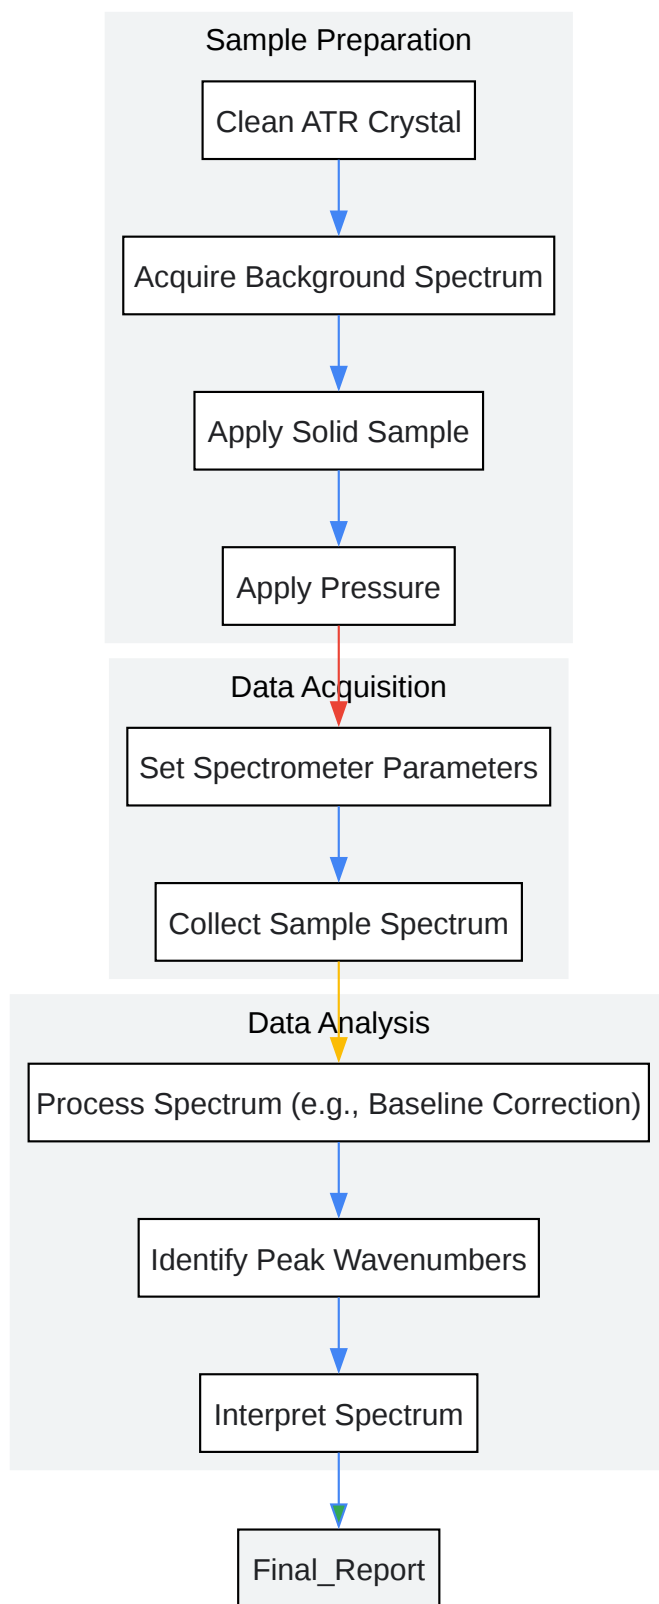 Sample Preparation
Clean ATR Crystal
Acquire Background Spectrum
Apply Solid Sample
Apply Pressure
Data Acquisition
Set Spectrometer Parameters
Collect Sample Spectrum
Data Analysis
Process Spectrum (e.g., Baseline Correction)
Identify Peak Wavenumbers
Interpret Spectrum
Final_Report